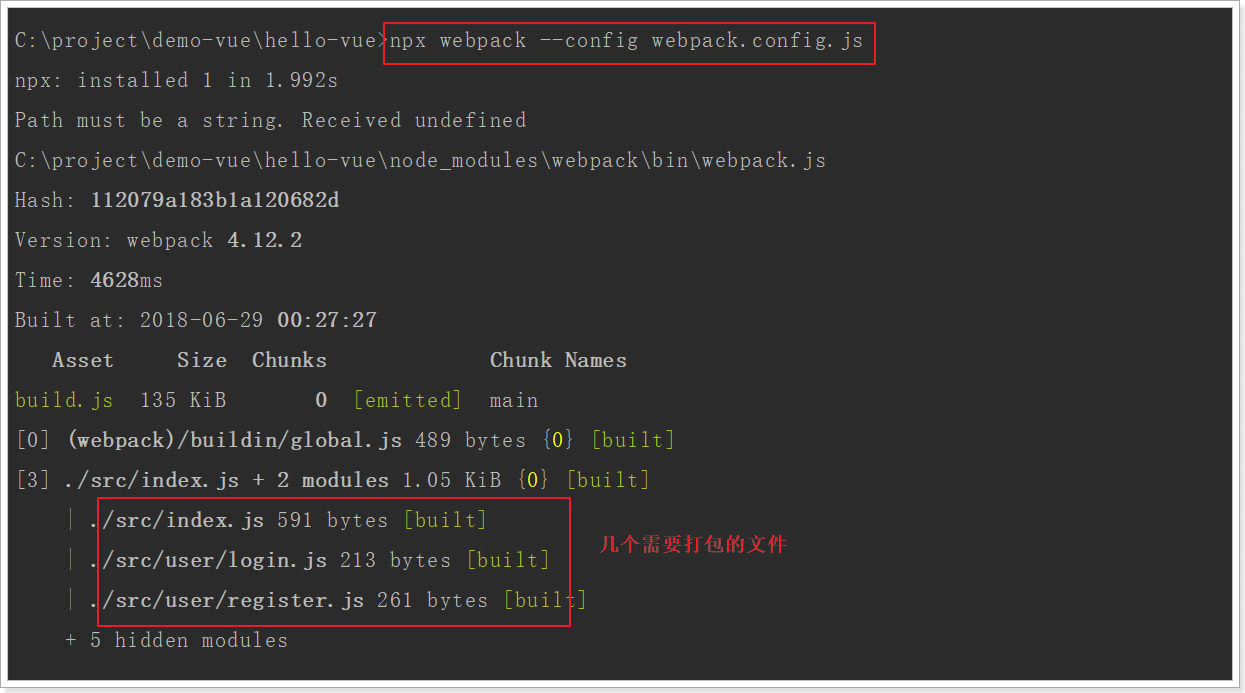 C:\project\demo-vue\hello-vue>npx webpack --config webpack.config.js
npx: installed 1 in 1.992s
Path must be a string. Received undefined
C:\project\demo-vue\hello-vue\node_modules\webpack\bin\webpack.js
Hash: 112079a183b1a120682d
Version: webpack 4.12.2
Time: 4628ms
Built at: 2018-06-29 00:27:27
Asset Size Chunks Chunk Names
build.js 135 KiB 0 [emitted] main
[0] (webpack)/buildin/global.js 489 bytes {0} [built]
[3] ./src/index.js + 2 modules 1.05 KiB {0} [built]
| ./src/index.js 591 bytes [built]
| ./src/user/login.js 213 bytes [built]
几个需要打包的文件
| ./src/user/register.js 261 bytes [built]
+ 5 hidden modules